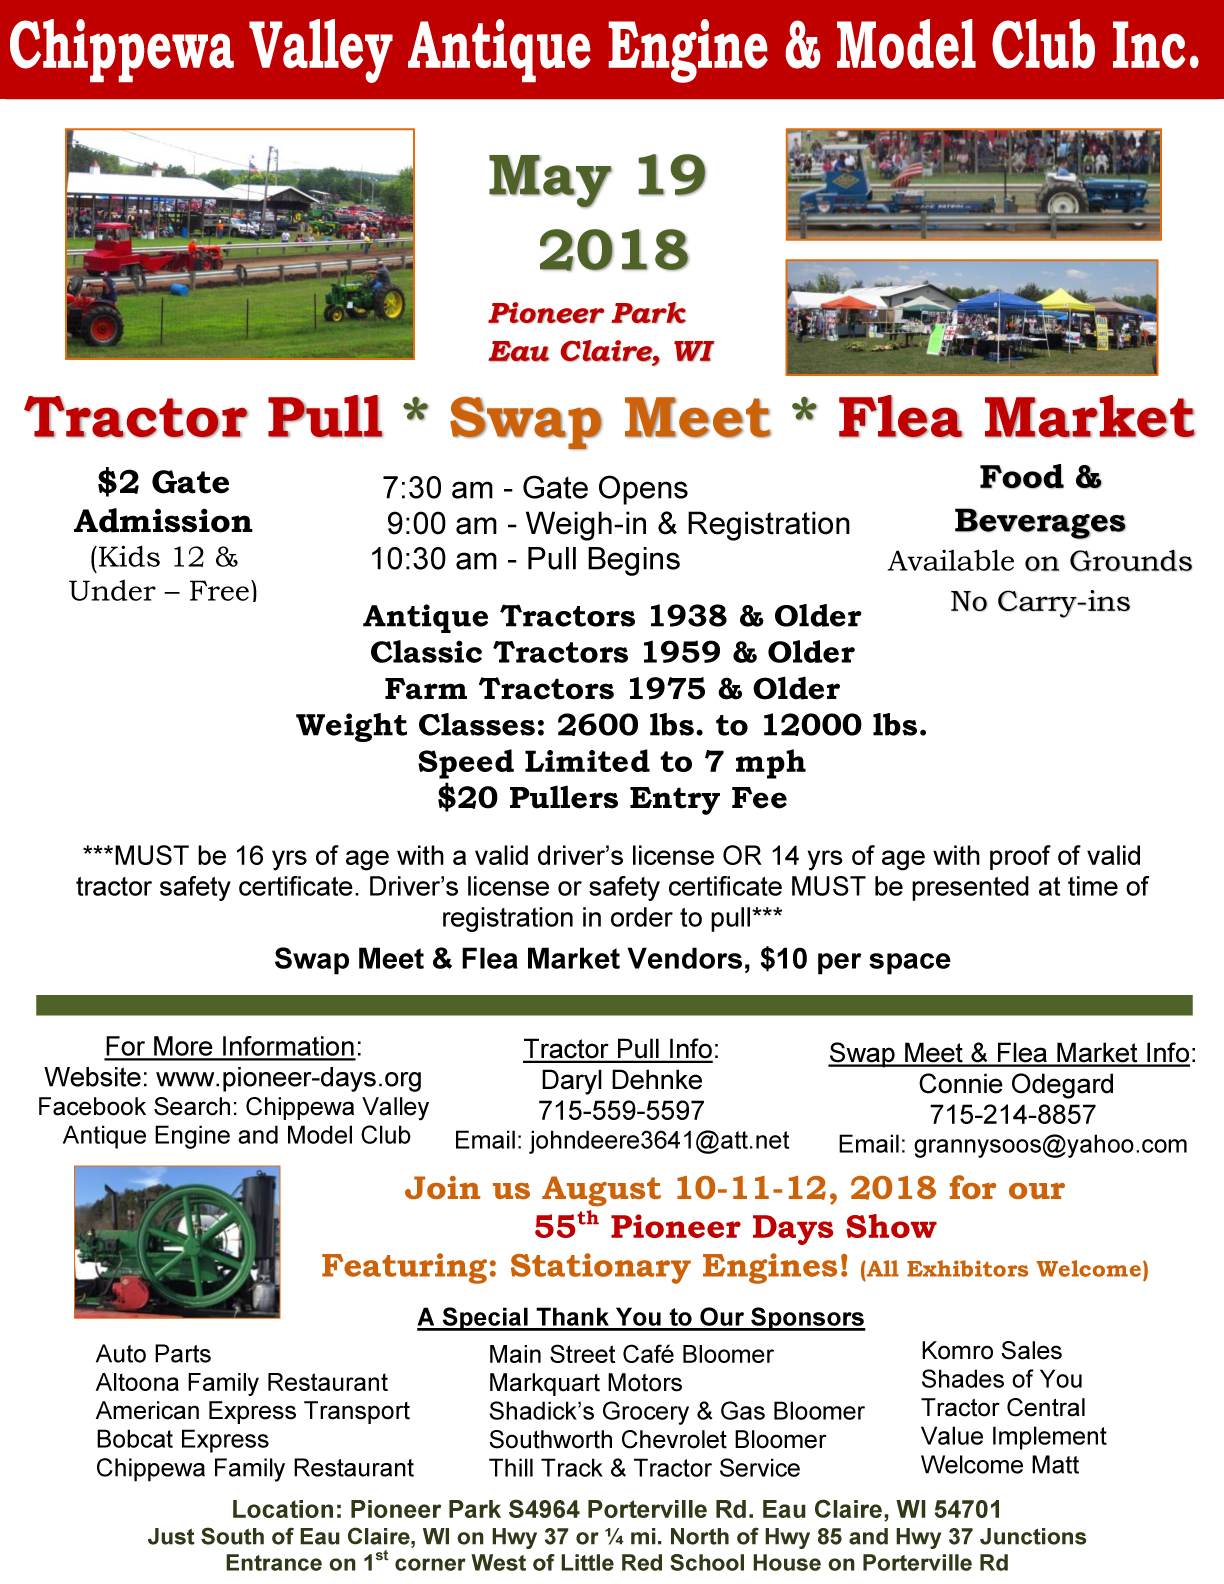 Chippewa Valley Antique Engine & Model Club Inc.
May 19
2018
Pioneer Park
Eau Claire, WI
Tractor Pull * Swap Meet * Flea Market
$2 Gate
Admission
(Kids 12 &
Under – Free)
7:30 am - Gate Opens
9:00 am - Weigh-in & Registration
10:30 am - Pull Begins
Food &
Beverages
Available on Grounds
No Carry-ins
Antique Tractors 1938 & Older
Classic Tractors 1959 & Older
Farm Tractors 1975 & Older
Weight Classes: 2600 lbs. to 12000 lbs.
Speed Limited to 7 mph
$20 Pullers Entry Fee
***MUST be 16 yrs of age with a valid driver’s license OR 14 yrs of age with proof of valid
tractor safety certificate. Driver’s license or safety certificate MUST be presented at time of
registration in order to pull***
Swap Meet & Flea Market Vendors, $10 per space
For More Information:
Website: www.pioneer-days.org
Facebook Search: Chippewa Valley
Antique Engine and Model Club
Tractor Pull Info:
Daryl Dehnke
715-559-5597
Email: johndeere3641@att.net
Swap Meet & Flea Market Info:
Connie Odegard
715-214-8857
Email: grannysoos@yahoo.com
Join us August 10-11-12, 2018 for our
55th Pioneer Days Show
Featuring: Stationary Engines! (All Exhibitors Welcome)
A Special Thank You to Our Sponsors
Auto Parts
Altoona Family Restaurant
American Express Transport
Bobcat Express
Chippewa Family Restaurant
Main Street Café Bloomer
Markquart Motors
Shadick’s Grocery & Gas Bloomer
Southworth Chevrolet Bloomer
Thill Track & Tractor Service
Komro Sales
Shades of You
Tractor Central
Value Implement
Welcome Matt
Location: Pioneer Park S4964 Porterville Rd. Eau Claire, WI 54701
Just South of Eau Claire, WI on Hwy 37 or ¼ mi. North of Hwy 85 and Hwy 37 Junctions
Entrance on 1st corner West of Little Red School House on Porterville Rd